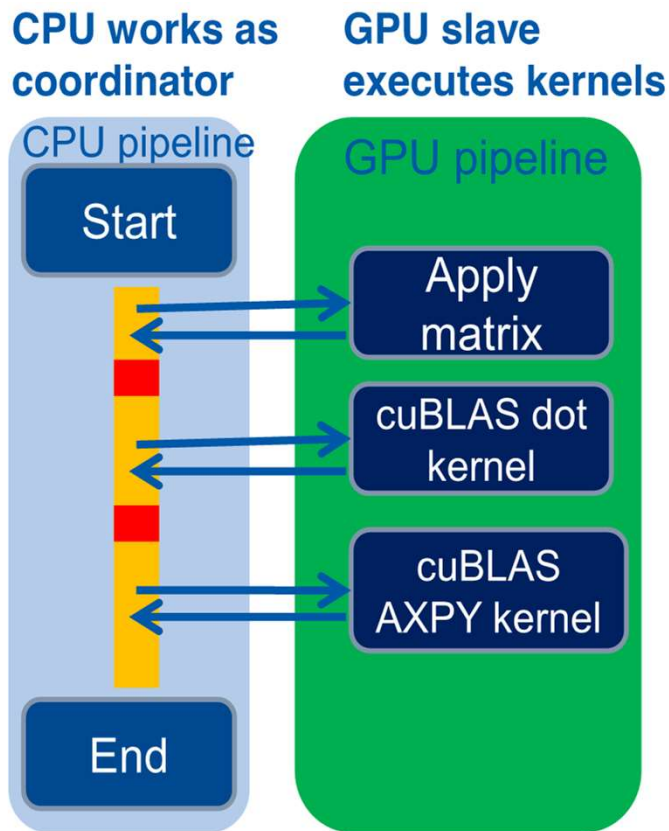 CPU works as
coordinator
GPU slave
executes kernels
CPU pipeline
Start
End
GPU pipeline
Apply
matrix
cuBLAS dot
kernel
cuBLAS
AXPY kernel